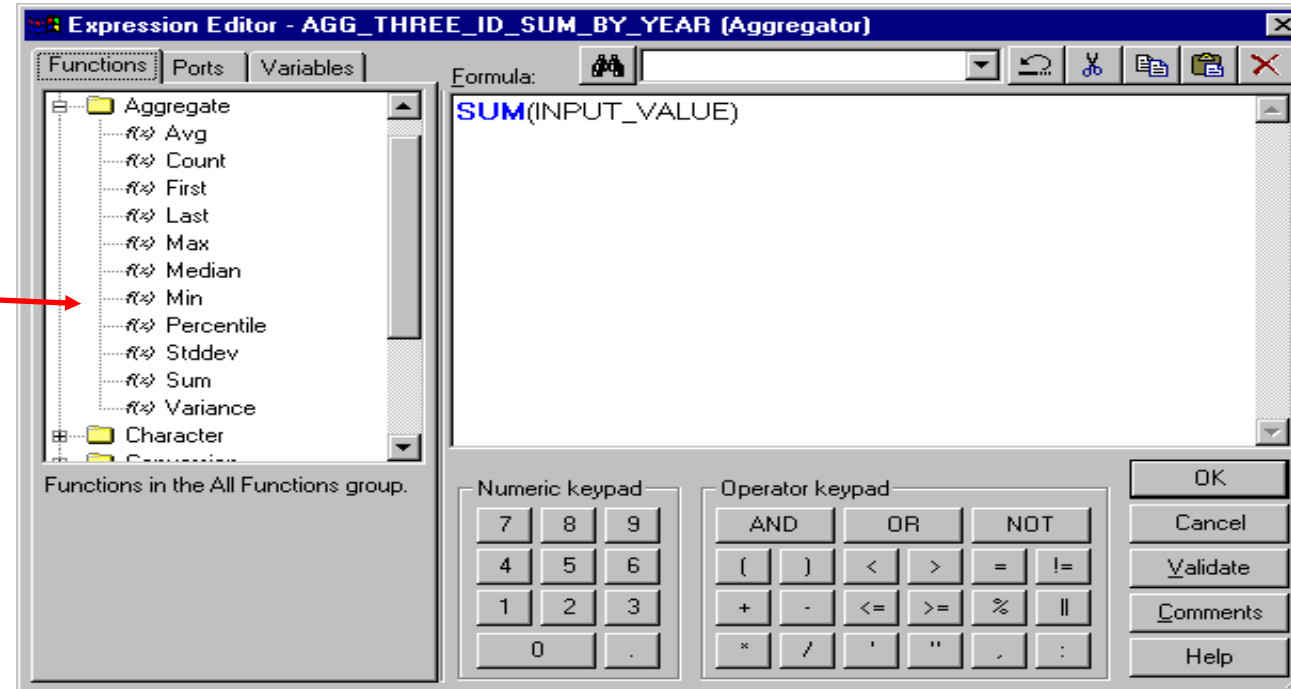 Expression Editor - AGG_THREE_ID_SUM_BY_YEAR (Aggregator)
Functions Ports Variables
Formula:
SUM(INPUT_VALUE)
Aggregate
f(x) Avg
f(x) Count
f(x) First
f(x) Last
f(x) Max
f(x) Median
f(x) Min
f(x) Percentile
f(x) Stddev
f(x) Sum
f(x) Variance
Character
Functions in the All Functions group.
Numeric keypad
7 8 9
4 5 6
1 2 3
0 .
Operator keypad
AND OR NOT
( ) < > = !=
+ - <= >= % ||
* / ' " , :
OK
Cancel
Validate
Comments
Help